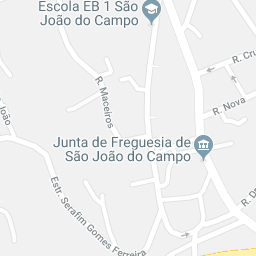 Escola EB 1 São
João do Campo
R. Maceiros
R. Nova
Junta de Freguesia de
São João do Campo
João
Estr. Serafim Gomes Ferreira